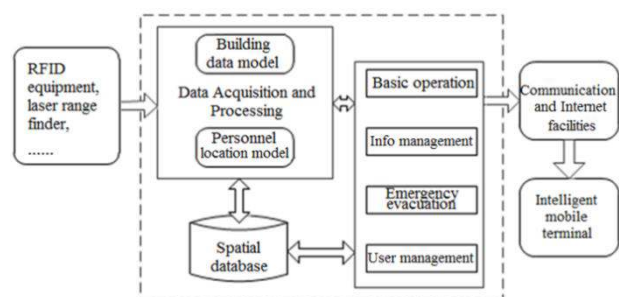 RFID
equipment,
laser range
finder,
......
Building
data model
Data Acquisition and
Processing
Personnel
location model
Spatial
database
Basic operation
Info management
Emergency
evacuation
User management
Communication
and Internet
facilities
Intelligent
mobile
terminal